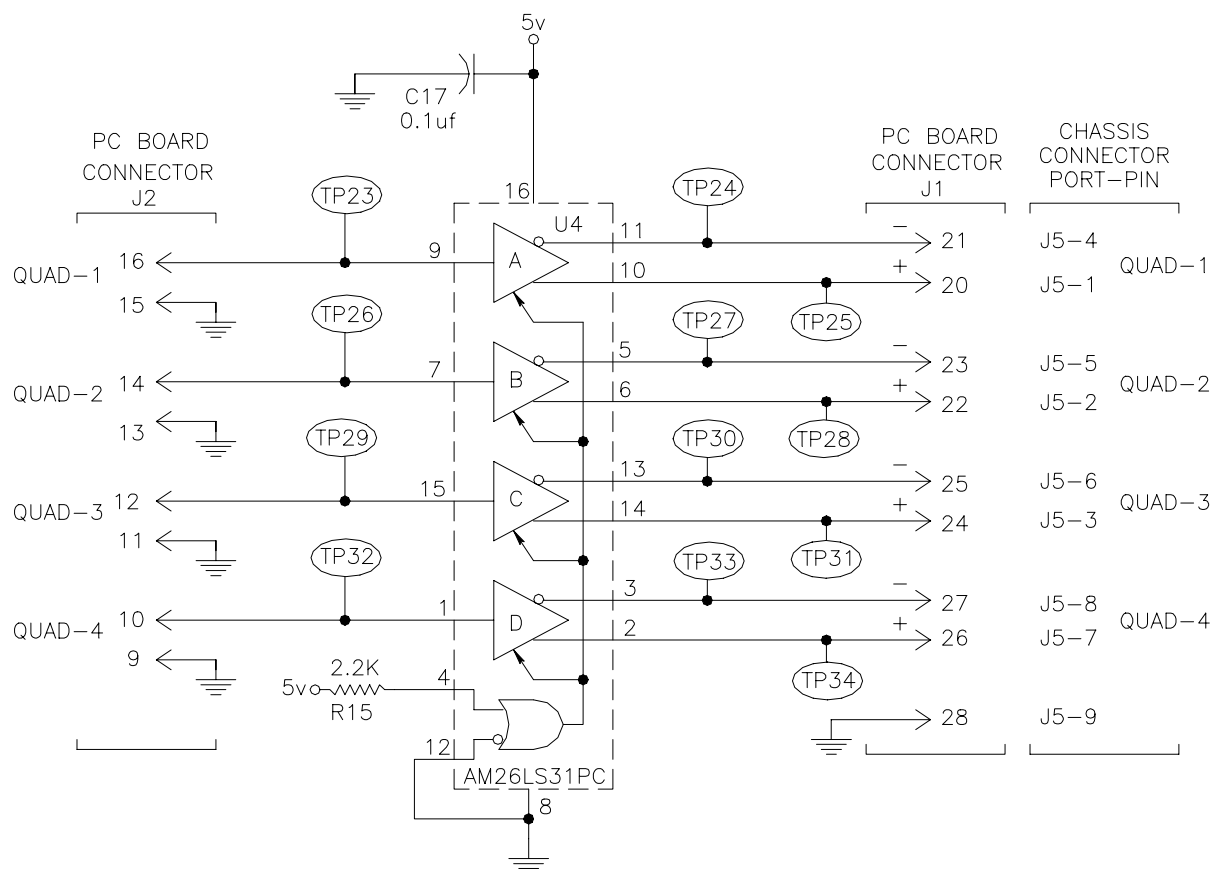 5v
C17
0.1uf
PC BOARD
CONNECTOR
J2
PC BOARD
CONNECTOR
J1
CHASSIS
CONNECTOR
PORT-PIN
TP23
16
U4
TP24
QUAD-1
16
9
A
11
− 21
J5-4
QUAD-1
15
10
+ 20
J5-1
TP25
TP26
TP27
QUAD-2
14
7
B
5
− 23
J5-5
QUAD-2
13
6
+ 22
J5-2
TP28
TP29
TP30
QUAD-3
12
15
C
13
− 25
J5-6
QUAD-3
11
14
+ 24
J5-3
TP31
TP32
TP33
QUAD-4
10
1
D
3
− 27
J5-8
QUAD-4
9
2
+ 26
J5-7
TP34
2.2K
5v
R15
4
28
J5-9
12
AM26LS31PC
8